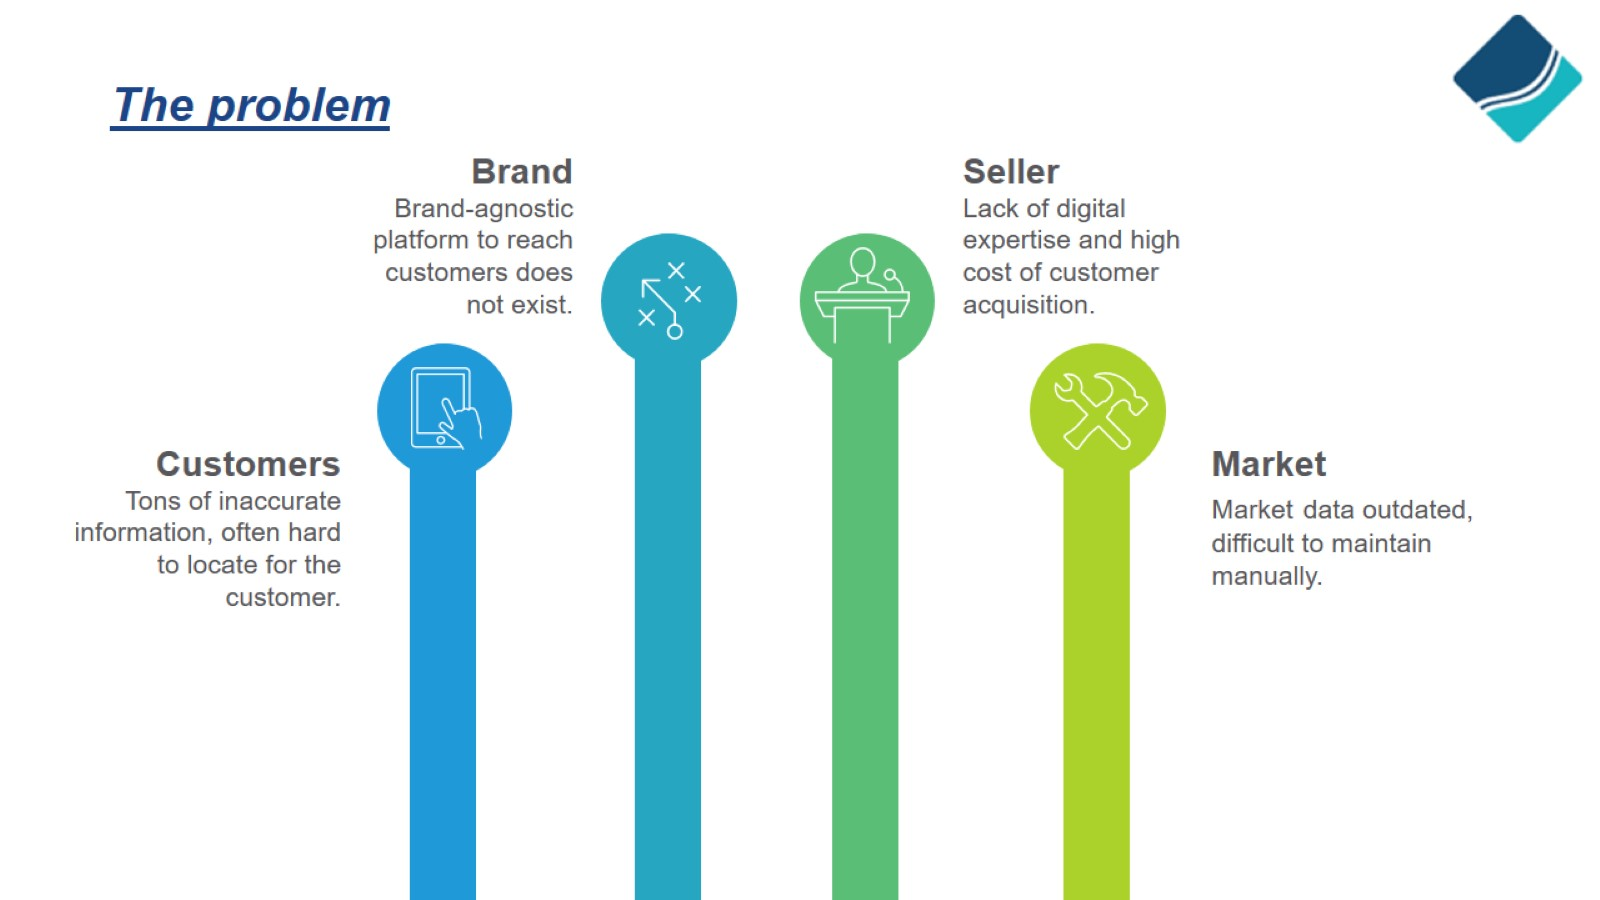 The problem
Brand
Brand-agnostic
platform to reach
customers does
not exist.
Seller
Lack of digital
expertise and high
cost of customer
acquisition.
Customers
Tons of inaccurate
information, often hard
to locate for the
customer.
Market
Market data outdated,
difficult to maintain
manually.